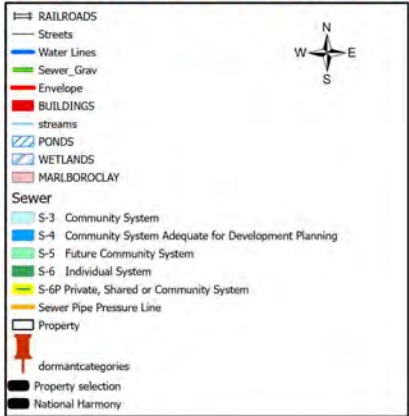 RAILROADS
Streets
Water Lines
Sewer_Grav
Envelope
BUILDINGS
streams
PONDS
WETLANDS
MARLBOROCLAY
Sewer
S-3 Community System
S-4 Community System Adequate for Development Planning
S-5 Future Community System
S-6 Individual System
S-6P Private, Shared or Community System
Sewer Pipe Pressure Line
Property
dormantcategories
Property selection
National Harmony
N
W E
S